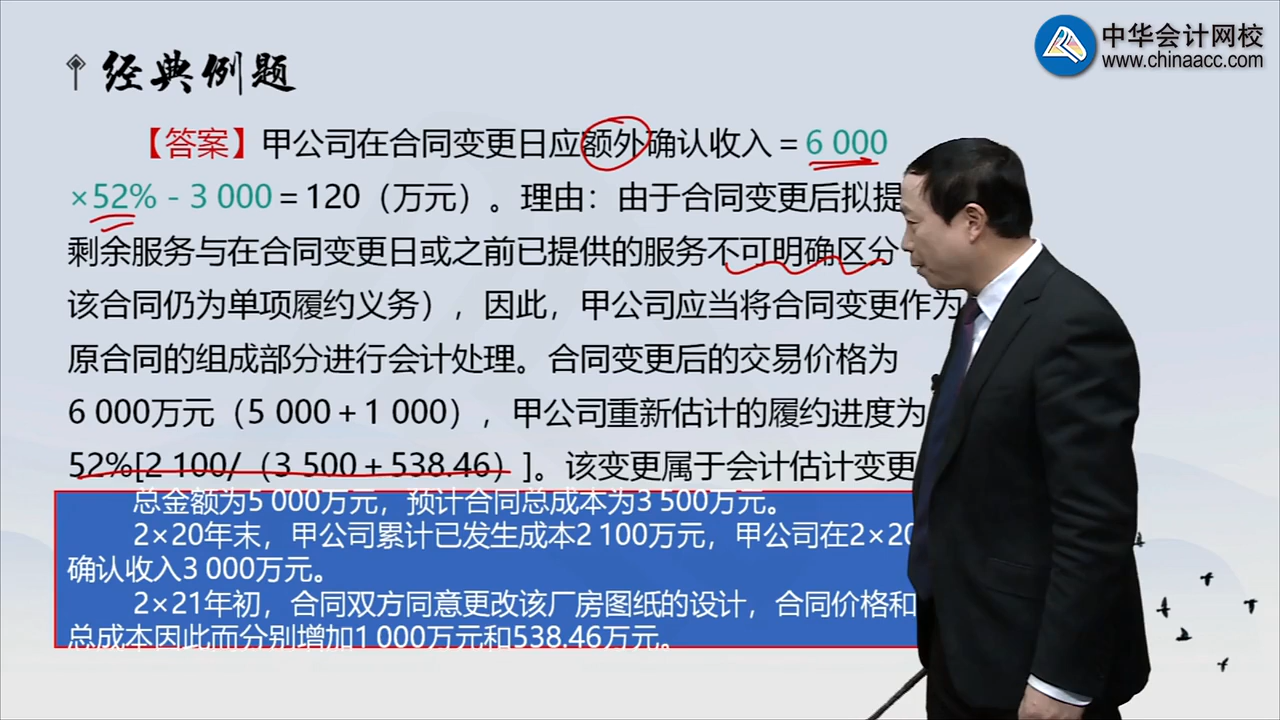 经典例题
中华会计网校
www.chinaacc.com
【答案】甲公司在合同变更日应额外确认收入＝6 000
×52%－3 000＝120（万元）。理由：由于合同变更后拟提
剩余服务与在合同变更日或之前已提供的服务不可明确区分
该合同仍为单项履约义务），因此，甲公司应当将合同变更作为
原合同的组成部分进行会计处理。合同变更后的交易价格为
6 000万元（5 000＋1 000），甲公司重新估计的履约进度为
52%[2 100/（3 500＋538.46）]。该变更属于会计估计变更
总金额为5 000万元，预计合同总成本为3 500万元。
2×20年末，甲公司累计已发生成本2 100万元，甲公司在2×20
确认收入3 000万元。
2×21年初，合同双方同意更改该厂房图纸的设计，合同价格和
总成本因此而分别增加1 000万元和538.46万元。